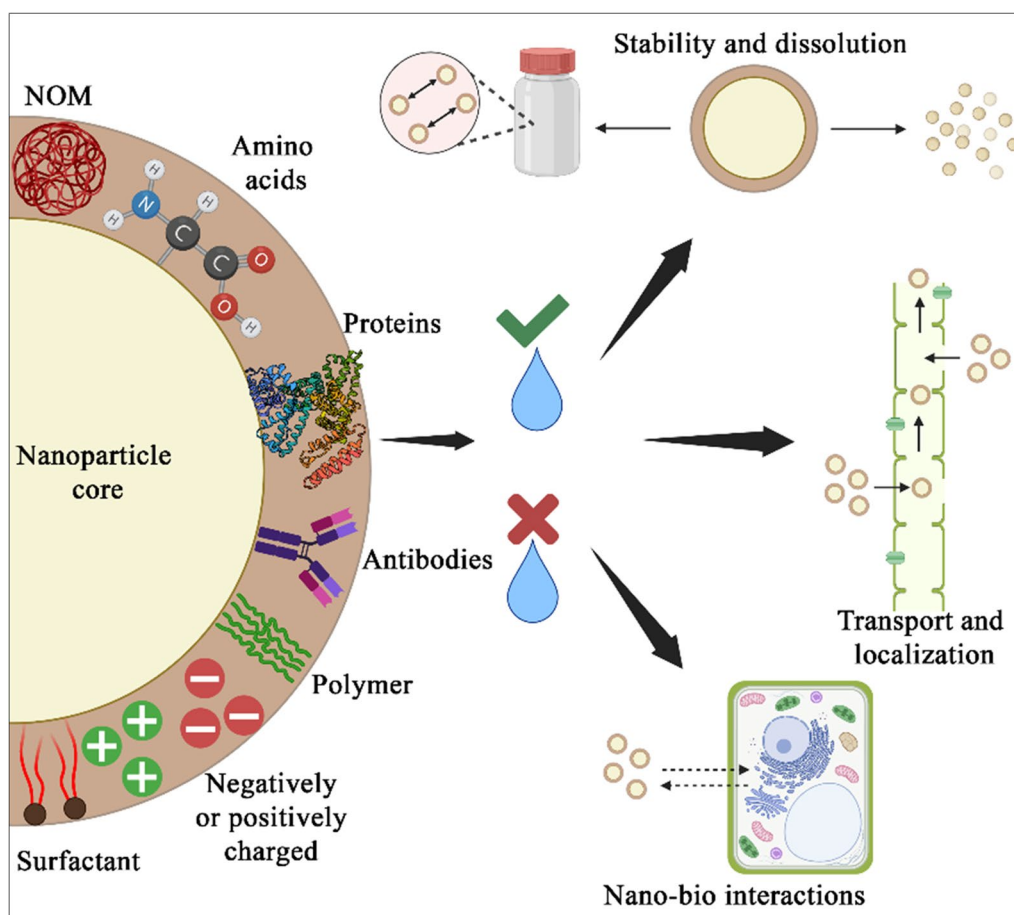 Stability and dissolution
NOM
Amino
acids
H
H
N
H
C
C
O
O
H
Proteins
Nanoparticle
core
Antibodies
Polymer
Negatively
or positively
charged
Surfactant
Transport and
localization
Nano-bio interactions